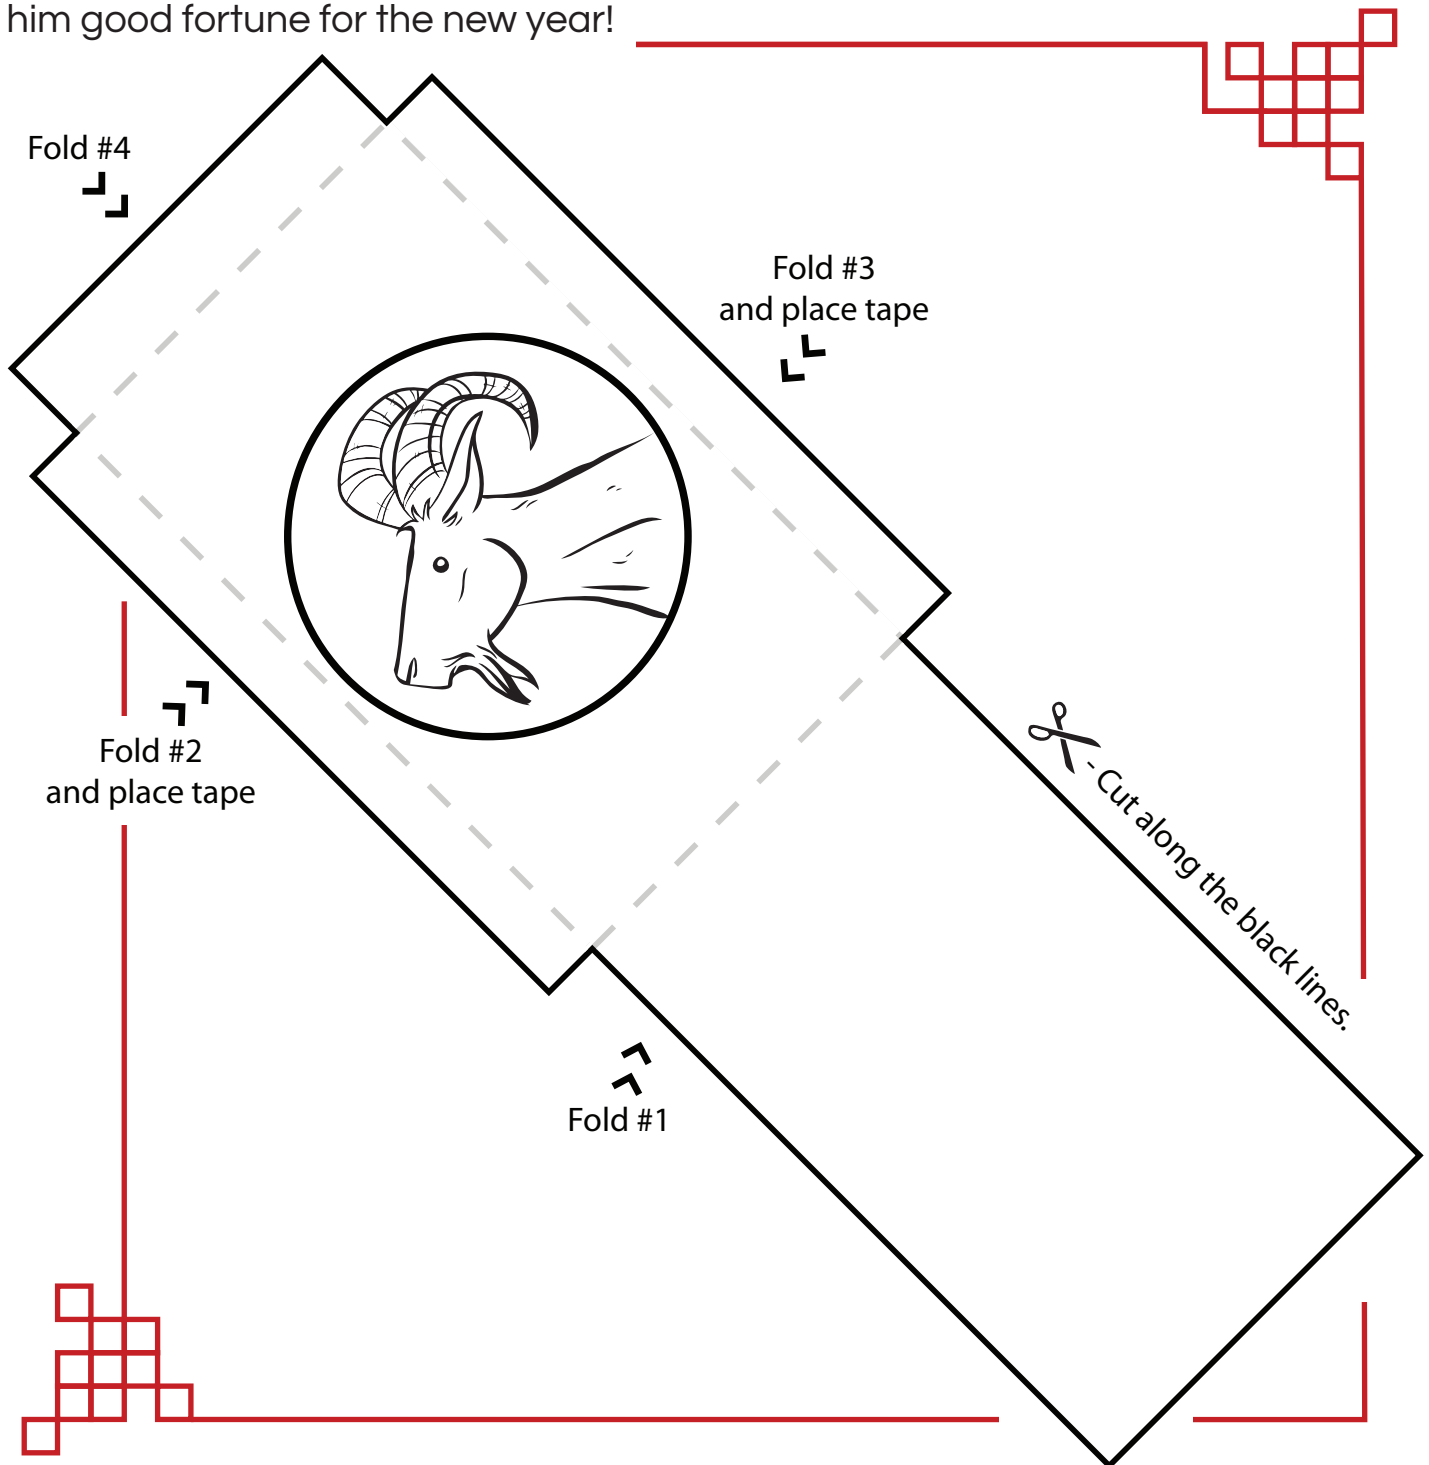 him good fortune for the new year!
Fold #4
Fold #3
and place tape
Fold #2
and place tape
- Cut along the black lines.
Fold #1